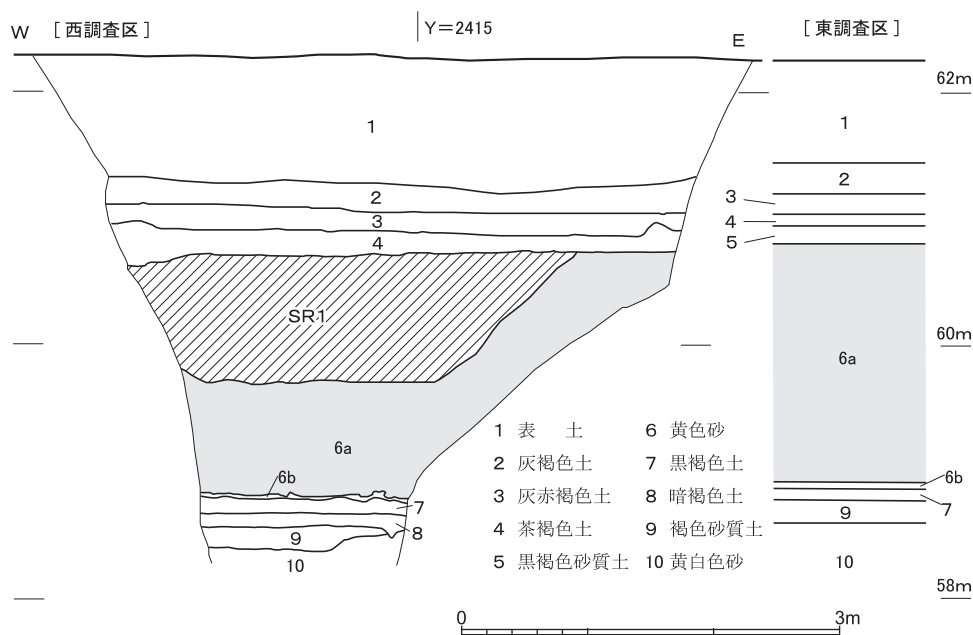 W [西調査区] Y=2415 E [東調査区]
62m
1 1
2 2
3 3
4 4
5
SR1
60m
6a 6a
6b 6b
7 7
8
9 9
10 10
1 表 土 6 黄色砂
2 灰褐色土 7 黒褐色土
3 灰赤褐色土 8 暗褐色土
4 茶褐色土 9 褐色砂質土
5 黒褐色砂質土 10 黄白色砂
58m
0 3m